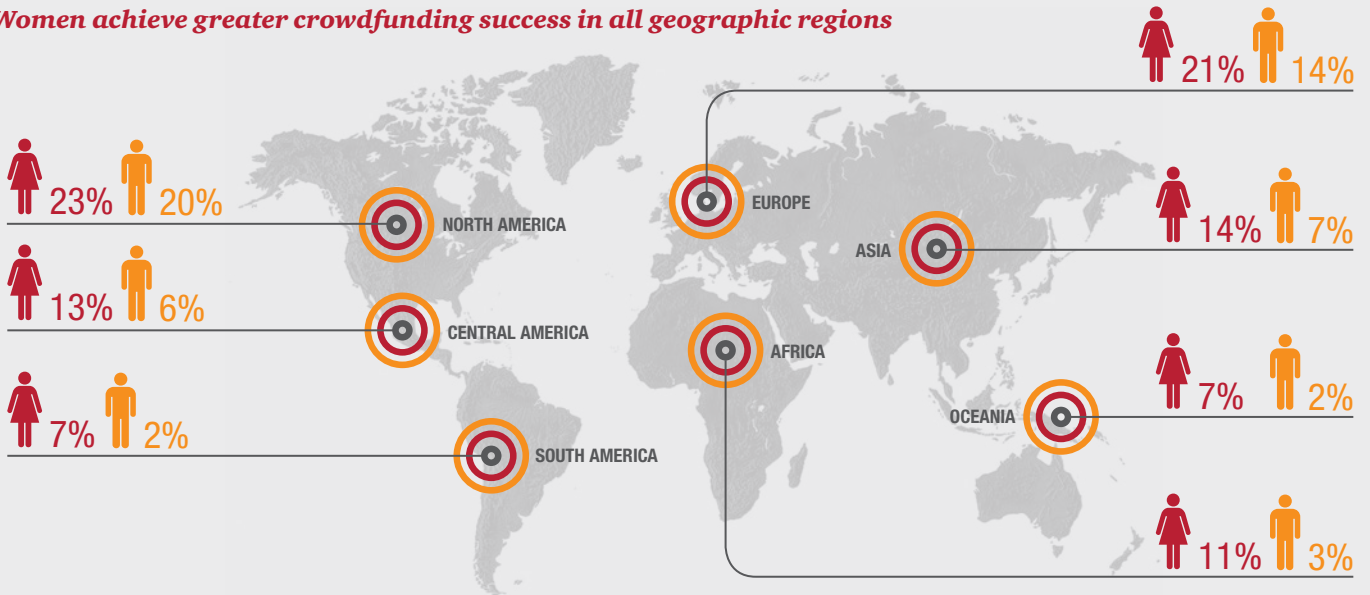 Women achieve greater crowdfunding success in all geographic regions
21% 14%
23% 20%
NORTH AMERICA
EUROPE
14% 7%
ASIA
13% 6%
CENTRAL AMERICA
AFRICA
7% 2%
OCEANIA
7% 2%
SOUTH AMERICA
11% 3%